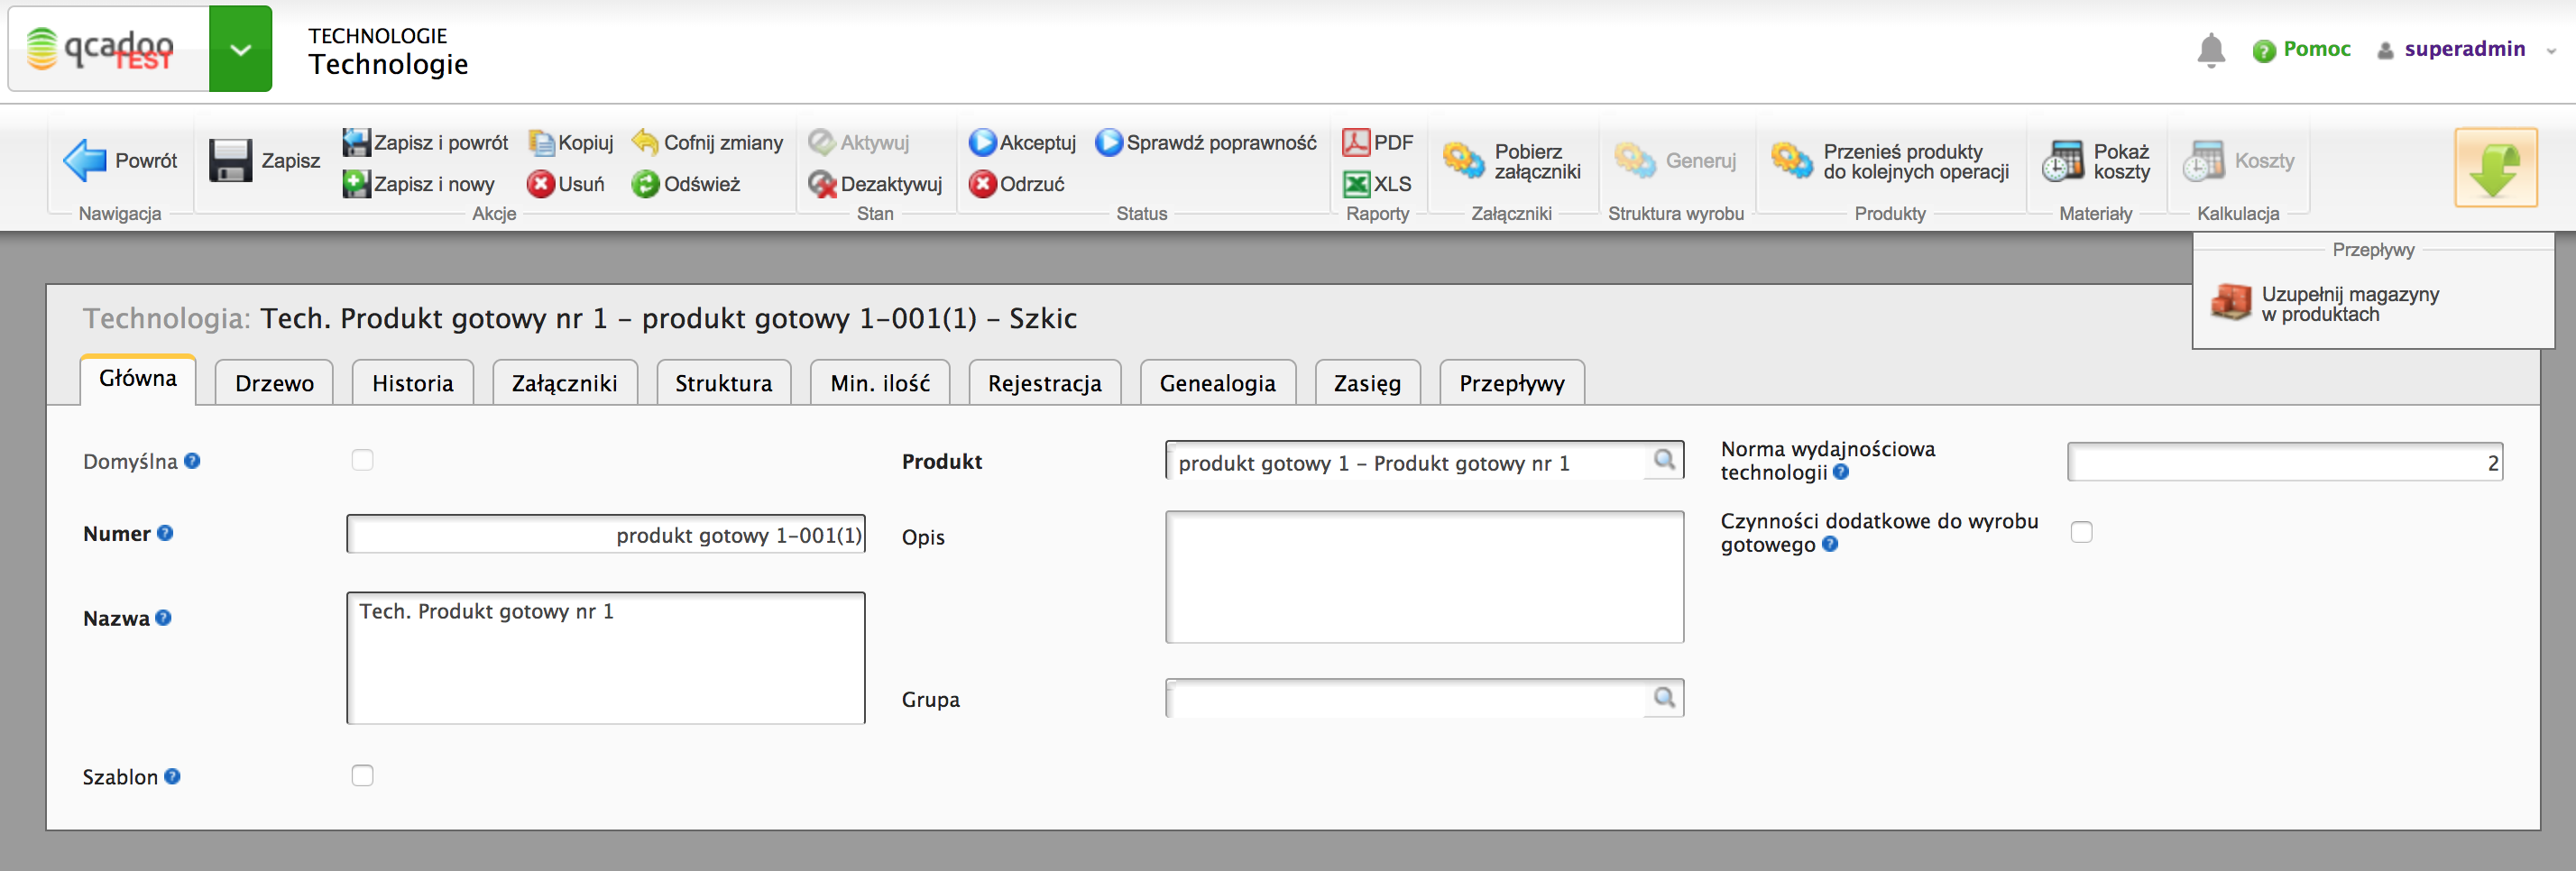 qcadoo
TEST
TECHNOLOGIE
Technologie
Pomoc
superadmin
Powrót
Nawigacja
Zapisz
Zapisz i powrót
Kopiuj
Cofnij zmiany
Zapisz i nowy
Usuń
Odśwież
Akcje
Aktywuj
Dezaktywuj
Stan
Akceptuj
Sprawdź poprawność
Odrzuć
Status
PDF
XLS
Raporty
Pobierz
załączniki
Załączniki
Generuj
Struktura wyrobu
Przenieś produkty
do kolejnych operacji
Produkty
Pokaż
koszty
Materiały
Koszty
Kalkulacja
Przepływy
Uzupełnij magazyny
w produktach
Technologia: Tech. Produkt gotowy nr 1 - produkt gotowy 1-001(1) - Szkic
Główna
Drzewo
Historia
Załączniki
Struktura
Min. ilość
Rejestracja
Genealogia
Zasięg
Przepływy
Domyślna
Numer
produkt gotowy 1-001(1)
Nazwa
Tech. Produkt gotowy nr 1
Szablon
Produkt
produkt gotowy 1 - Produkt gotowy nr 1
Opis
Grupa
Norma wydajnościowa
technologii
2
Czynności dodatkowe do wyrobu
gotowego